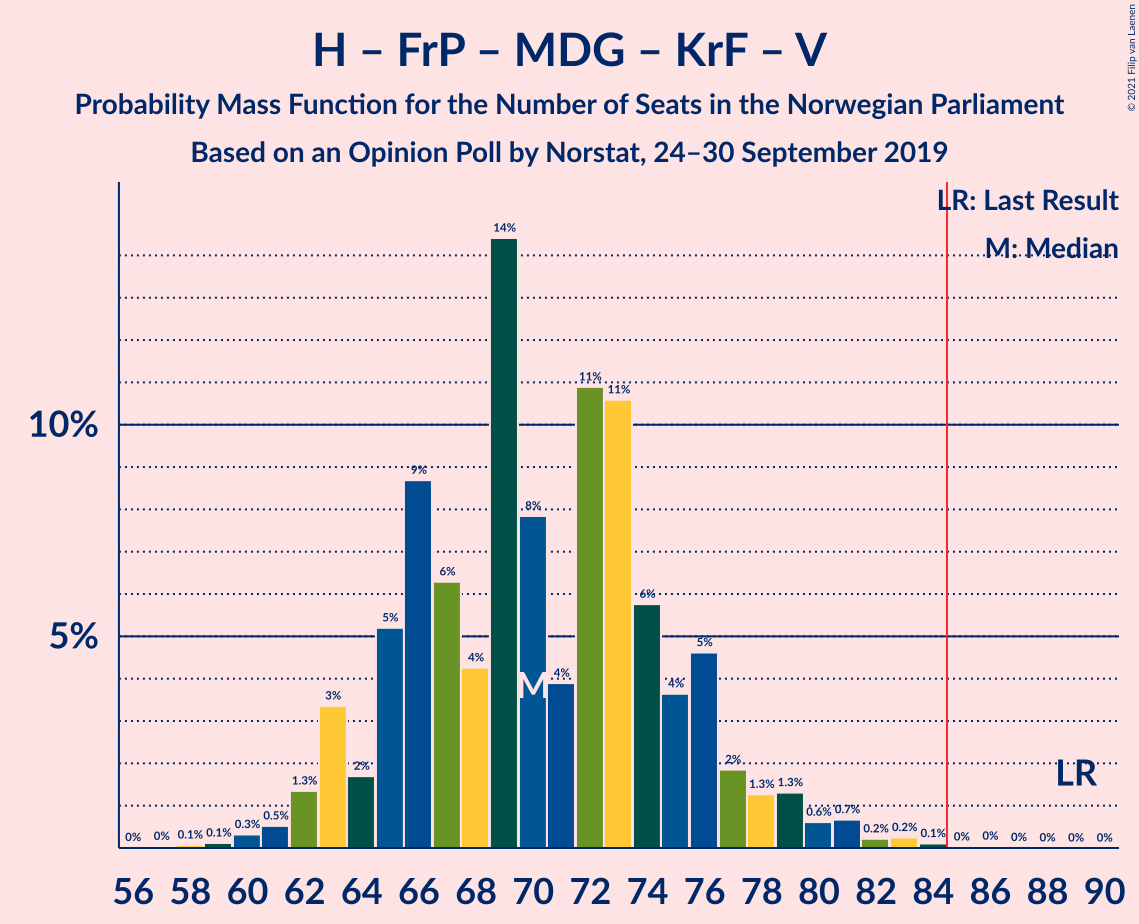 H – FrP – MDG – KrF – V
Probability Mass Function for the Number of Seats in the Norwegian Parliament
Based on an Opinion Poll by Norstat, 24–30 September 2019
© 2021 Filip van Laenen
LR: Last Result
M: Median
10%
5%
0% 0% 0.1% 0.1% 0.3% 0.5% 1.3% 3% 2% 5% 9% 6% 4% 14% 8% 4% 11% 11% 6% 4% 5% 2% 1.3% 1.3% 0.6% 0.7% 0.2% 0.2% 0.1% 0% 0% 0% 0% 0% 0%
M
LR
56 58 60 62 64 66 68 70 72 74 76 78 80 82 84 86 88 90